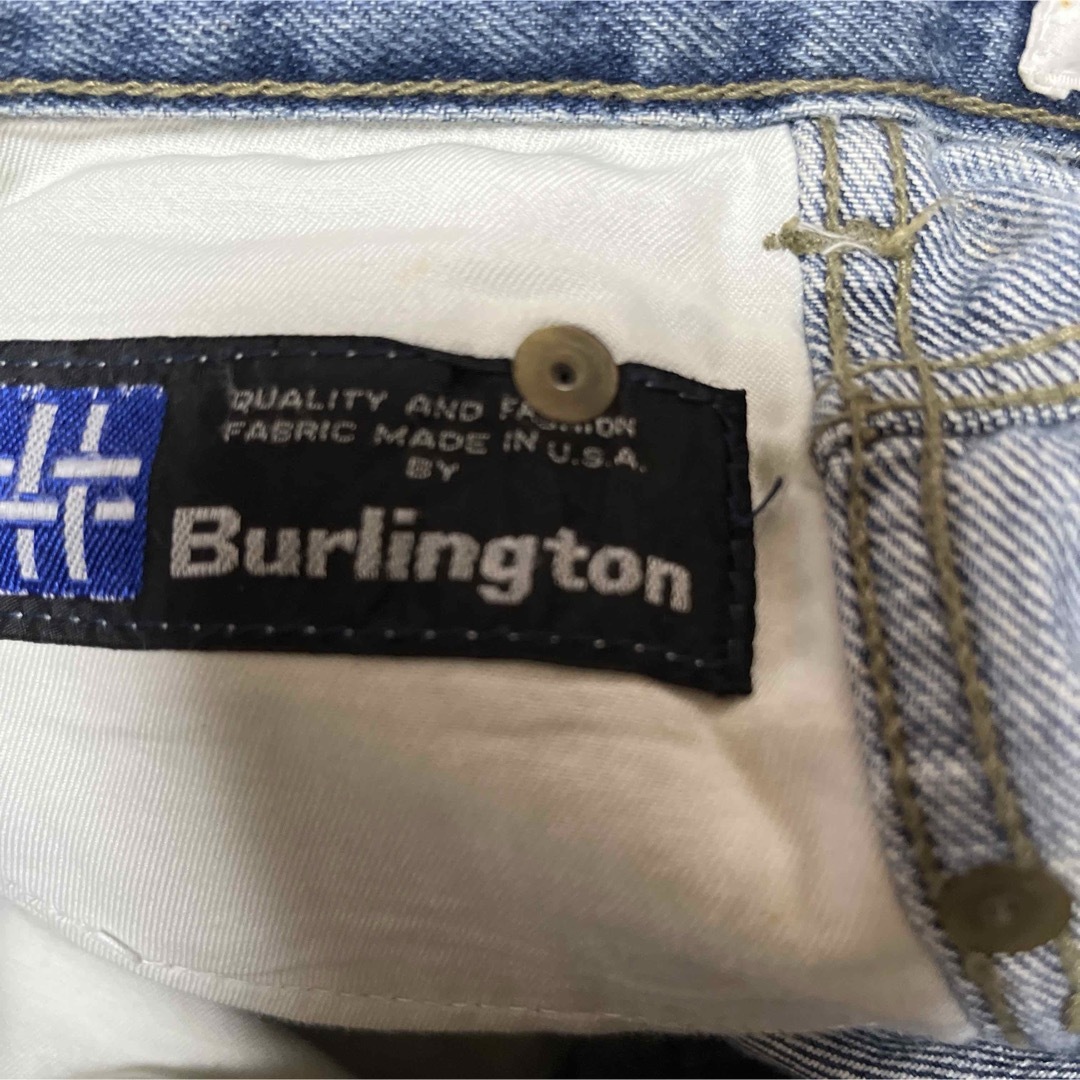 QUALITY AND FASHION
FABRIC MADE IN U.S.A.
BY
Burlington